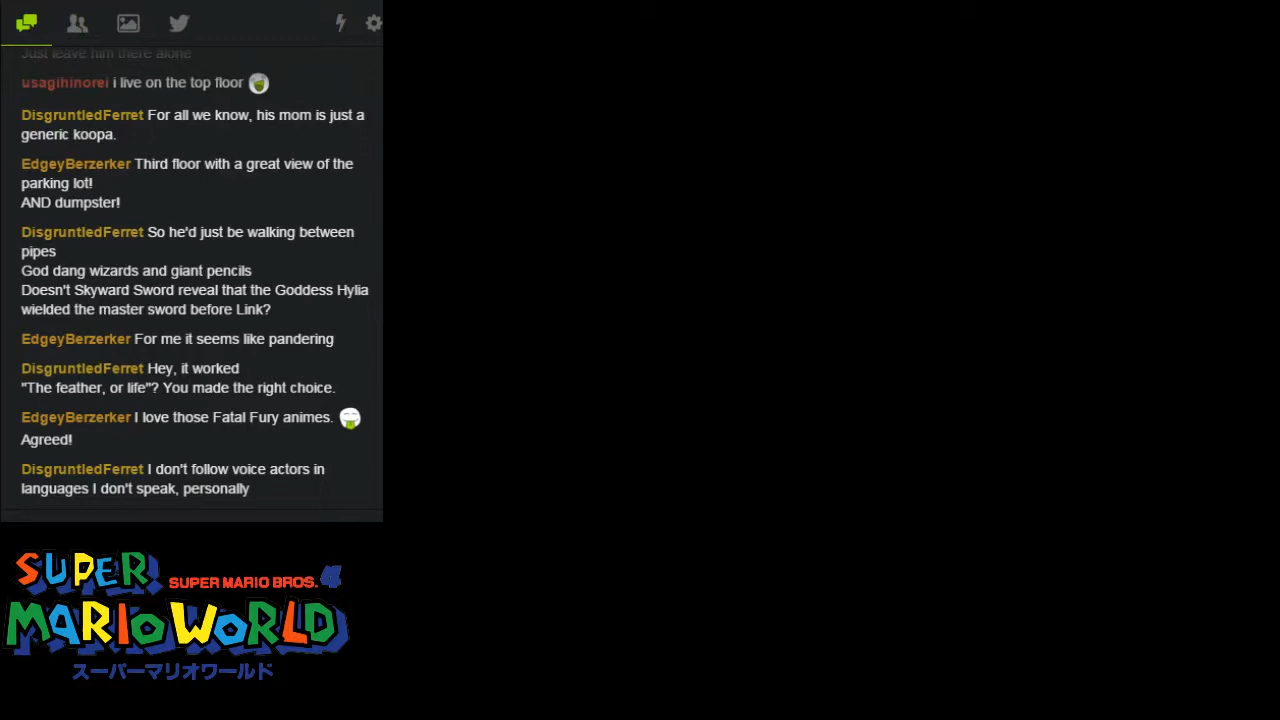 Just leave him there alone
usagihinorei i live on the top floor
DisgruntledFerret For all we know, his mom is just a
generic koopa.
EdgeyBerzerker Third floor with a great view of the
parking lot!
AND dumpster!
DisgruntledFerret So he'd just be walking between
pipes
God dang wizards and giant pencils
Doesn't Skyward Sword reveal that the Goddess Hylia
wielded the master sword before Link?
EdgeyBerzerker For me it seems like pandering
DisgruntledFerret Hey, it worked
"The feather, or life"? You made the right choice.
EdgeyBerzerker I love those Fatal Fury animes.
Agreed!
DisgruntledFerret I don't follow voice actors in
languages I don't speak, personally
SUPER! SUPER MARIO BROS. 4
MARIO WORLD
スーパーマリオワールド